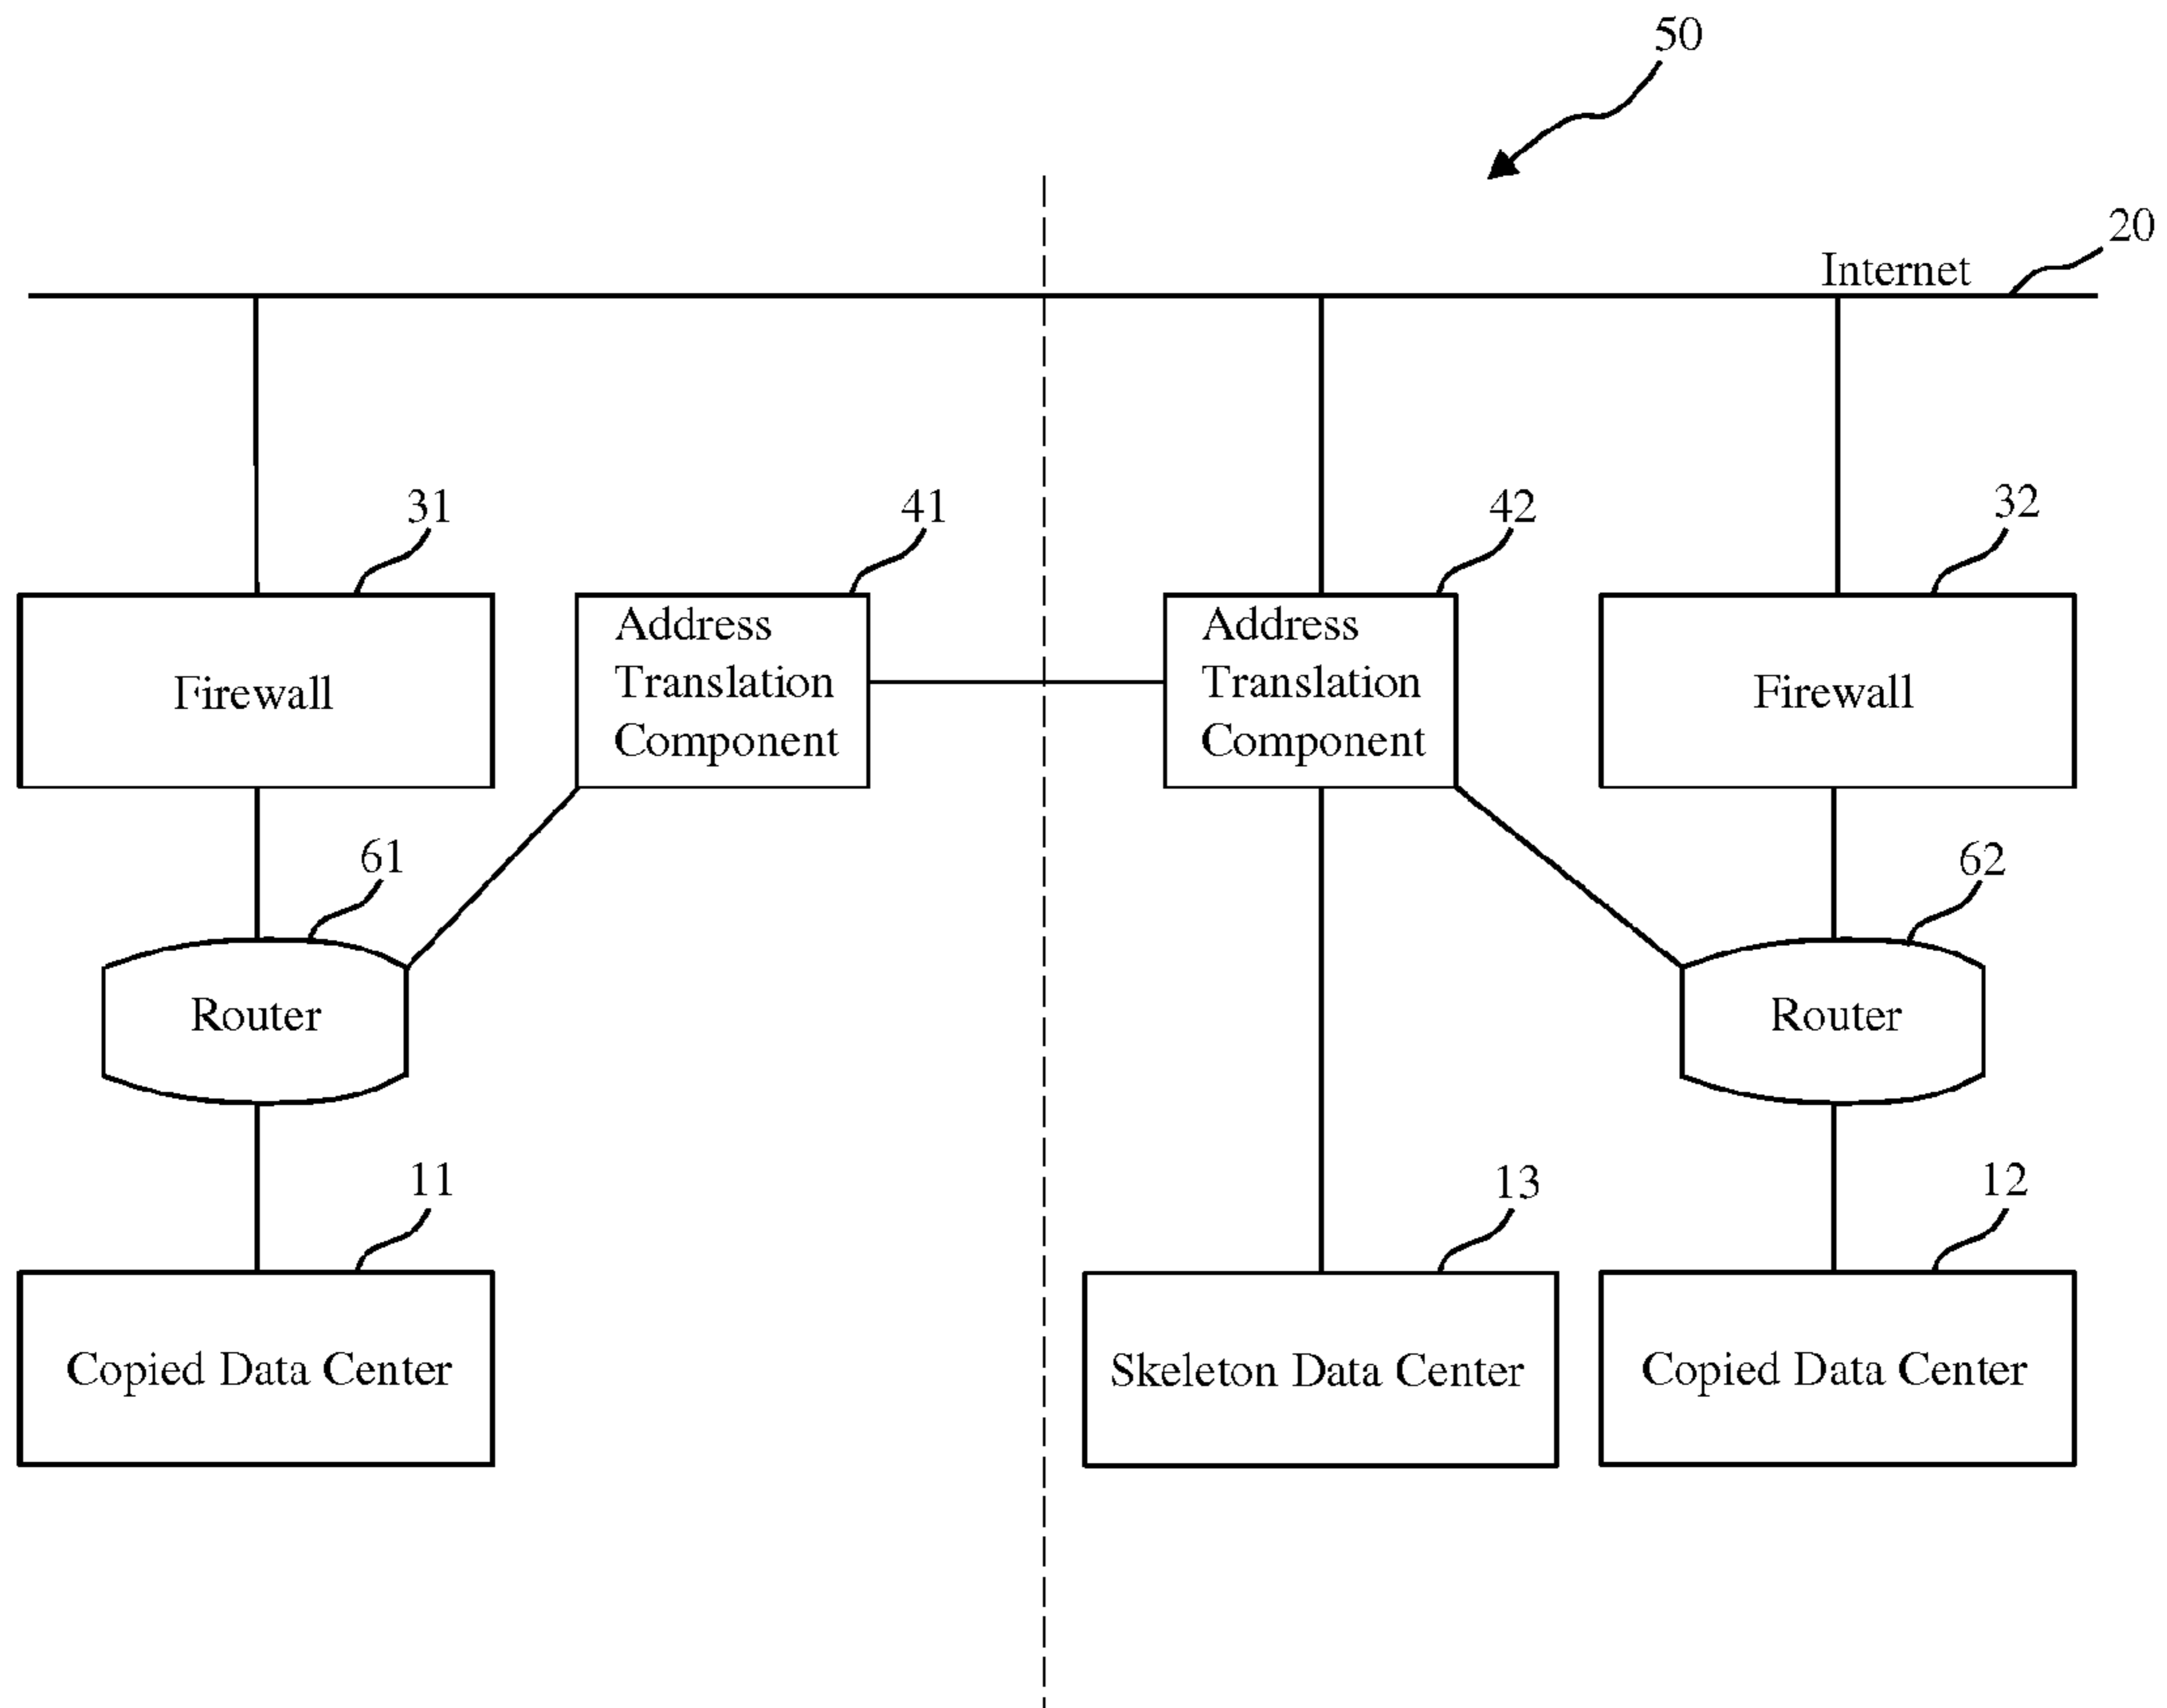 50
20
Internet
31
41
42
32
Firewall
Address
Translation
Component
Address
Translation
Component
Firewall
61
62
Router
Router
11
13
12
Copied Data Center
Skeleton Data Center
Copied Data Center